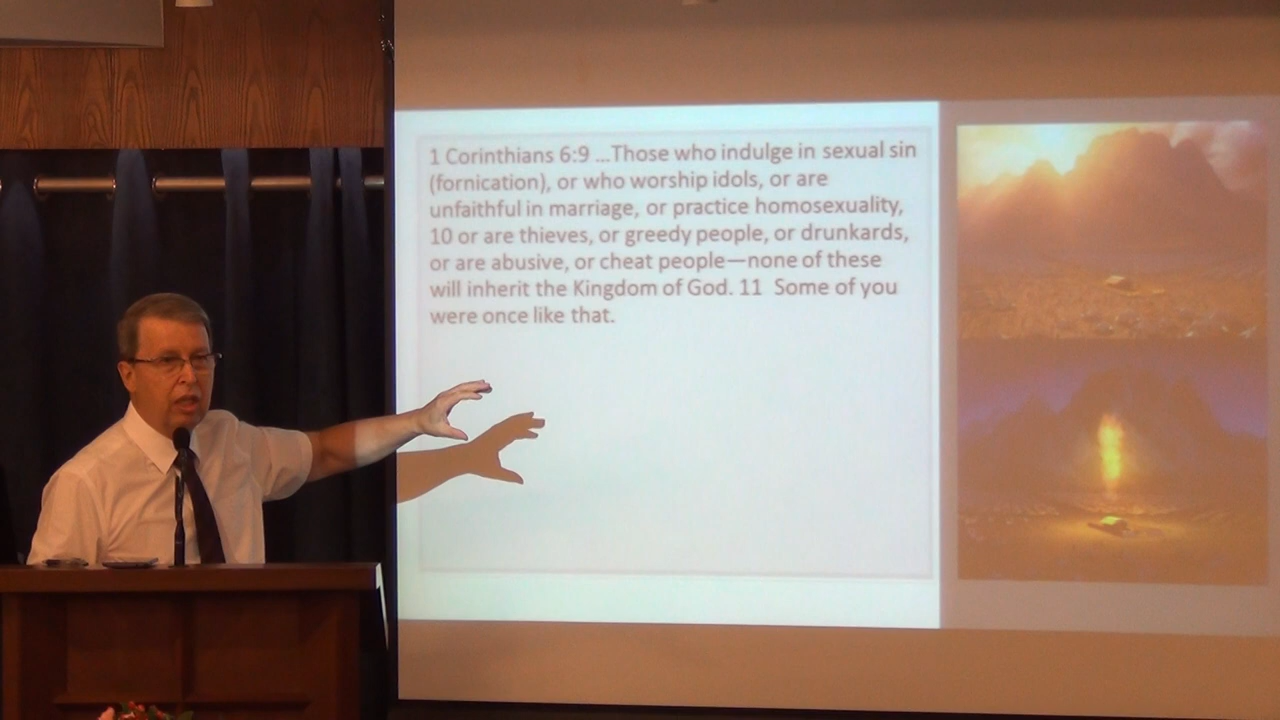 1 Corinthians 6:9 ...Those who indulge in sexual sin
(fornication), or who worship idols, or are
unfaithful in marriage, or practice homosexuality,
10 or are thieves, or greedy people, or drunkards,
or are abusive, or cheat people—none of these
will inherit the Kingdom of God. 11  Some of you
were once like that.